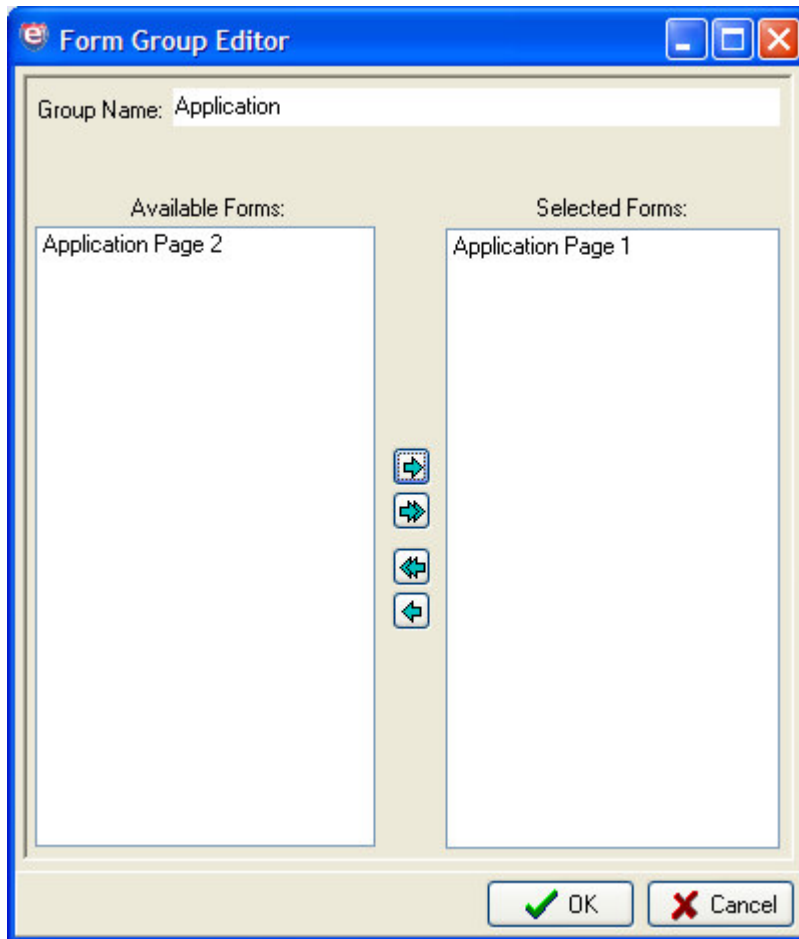 Form Group Editor
Group Name: Application
Available Forms:
Application Page 2
Selected Forms:
Application Page 1
OK
Cancel